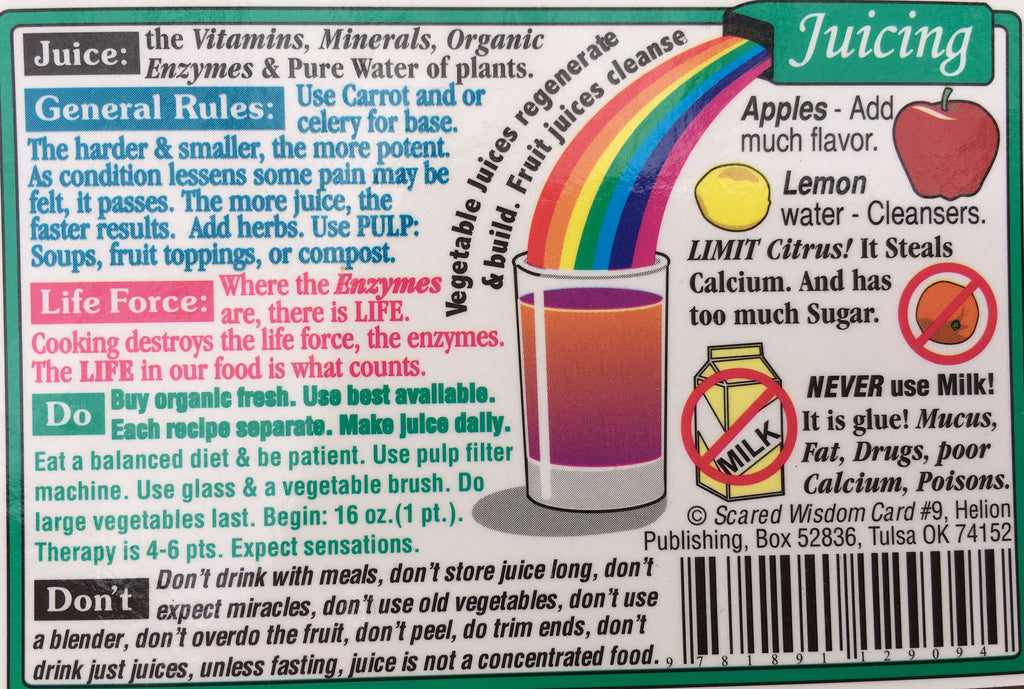 Juicing
Juice: the Vitamins, Minerals, Organic
Enzymes & Pure Water of plants.
General Rules: Use Carrot and or
celery for base.
The harder & smaller, the more potent.
As condition lessens some pain may be
felt, it passes. The more juice, the
faster results. Add herbs. Use PULP:
Soups, fruit toppings, or compost.
Life Force: Where the Enzymes
are, there is LIFE.
Cooking destroys the life force, the enzymes.
The LIFE in our food is what counts.
Do Buy organic fresh. Use best available.
Each recipe separate. Make juice daily.
Eat a balanced diet & be patient. Use pulp filter
machine. Use glass & a vegetable brush. Do
large vegetables last. Begin: 16 oz.(1 pt.).
Therapy is 4-6 pts. Expect sensations.
Don't Don't drink with meals, don't store juice long, don't
expect miracles, don't use old vegetables, don't use
a blender, don't overdo the fruit, don't peel, do trim ends, don't
drink just juices, unless fasting, juice is not a concentrated food.
Vegetable Juices regenerate
& build. Fruit juices cleanse
Apples - Add
much flavor.
Lemon
water - Cleansers.
LIMIT Citrus! It Steals
Calcium. And has
too much Sugar.
NEVER use Milk!
It is glue! Mucus,
Fat, Drugs, poor
Calcium, Poisons.
MILK
© Scared Wisdom Card #9, Helion
Publishing, Box 52836, Tulsa OK 74152
9 781891 129094